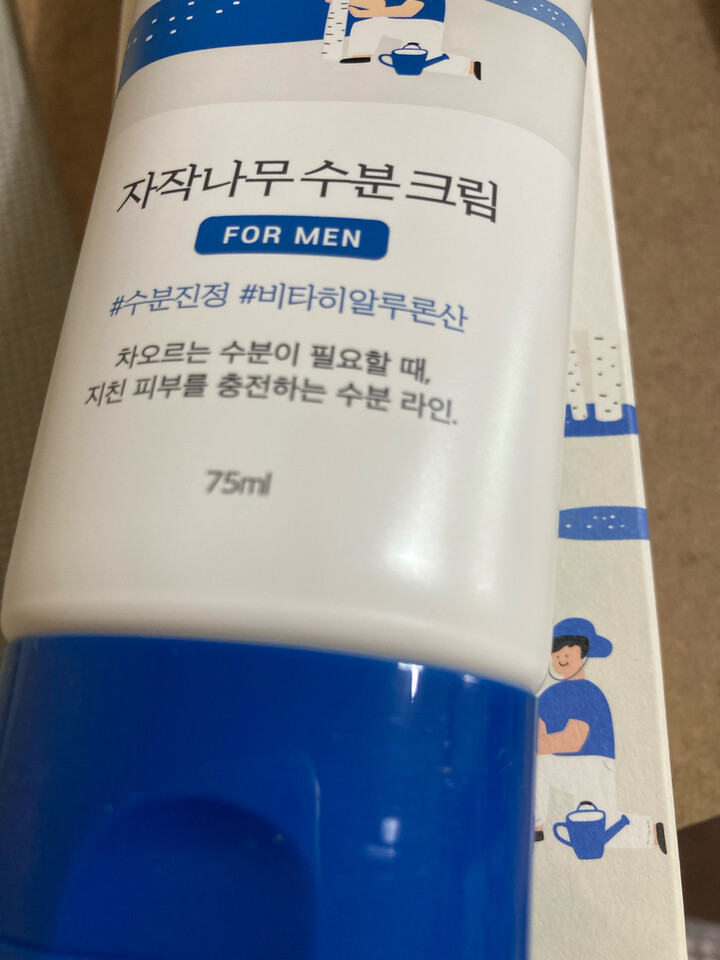 자작나무 수분 크림
FOR MEN
#수분진정 #비타히알루론산
차오르는 수분이 필요할 때,
지친 피부를 충전하는 수분 라인.
75ml